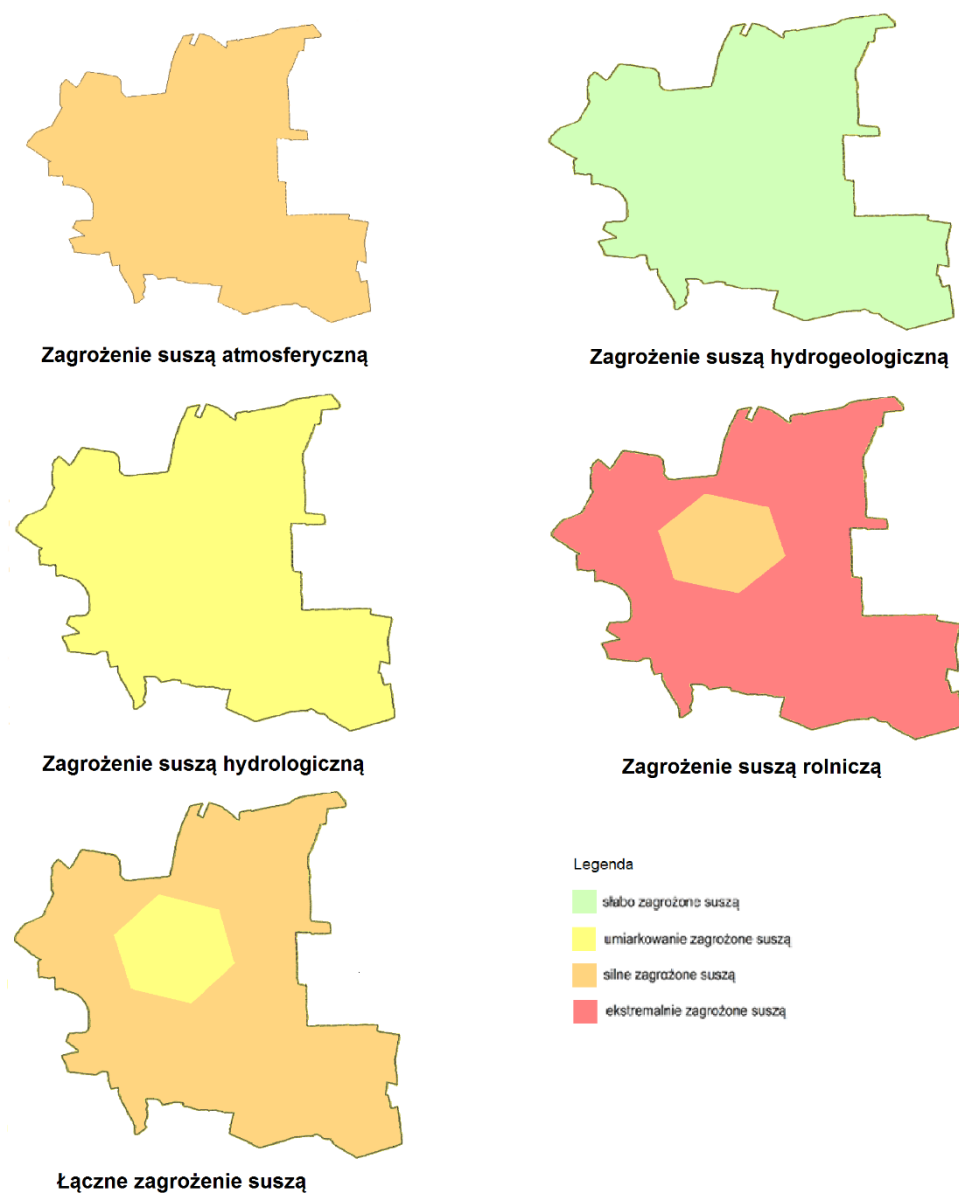 Zagrożenie suszą atmosferyczną
Zagrożenie suszą hydrogeologiczną
Zagrożenie suszą hydrologiczną
Zagrożenie suszą rolniczą
Łączne zagrożenie suszą
Legenda
słabo zagrożone suszą
umiarkowanie zagrożone suszą
silne zagrożone suszą
ekstremalnie zagrożone suszą